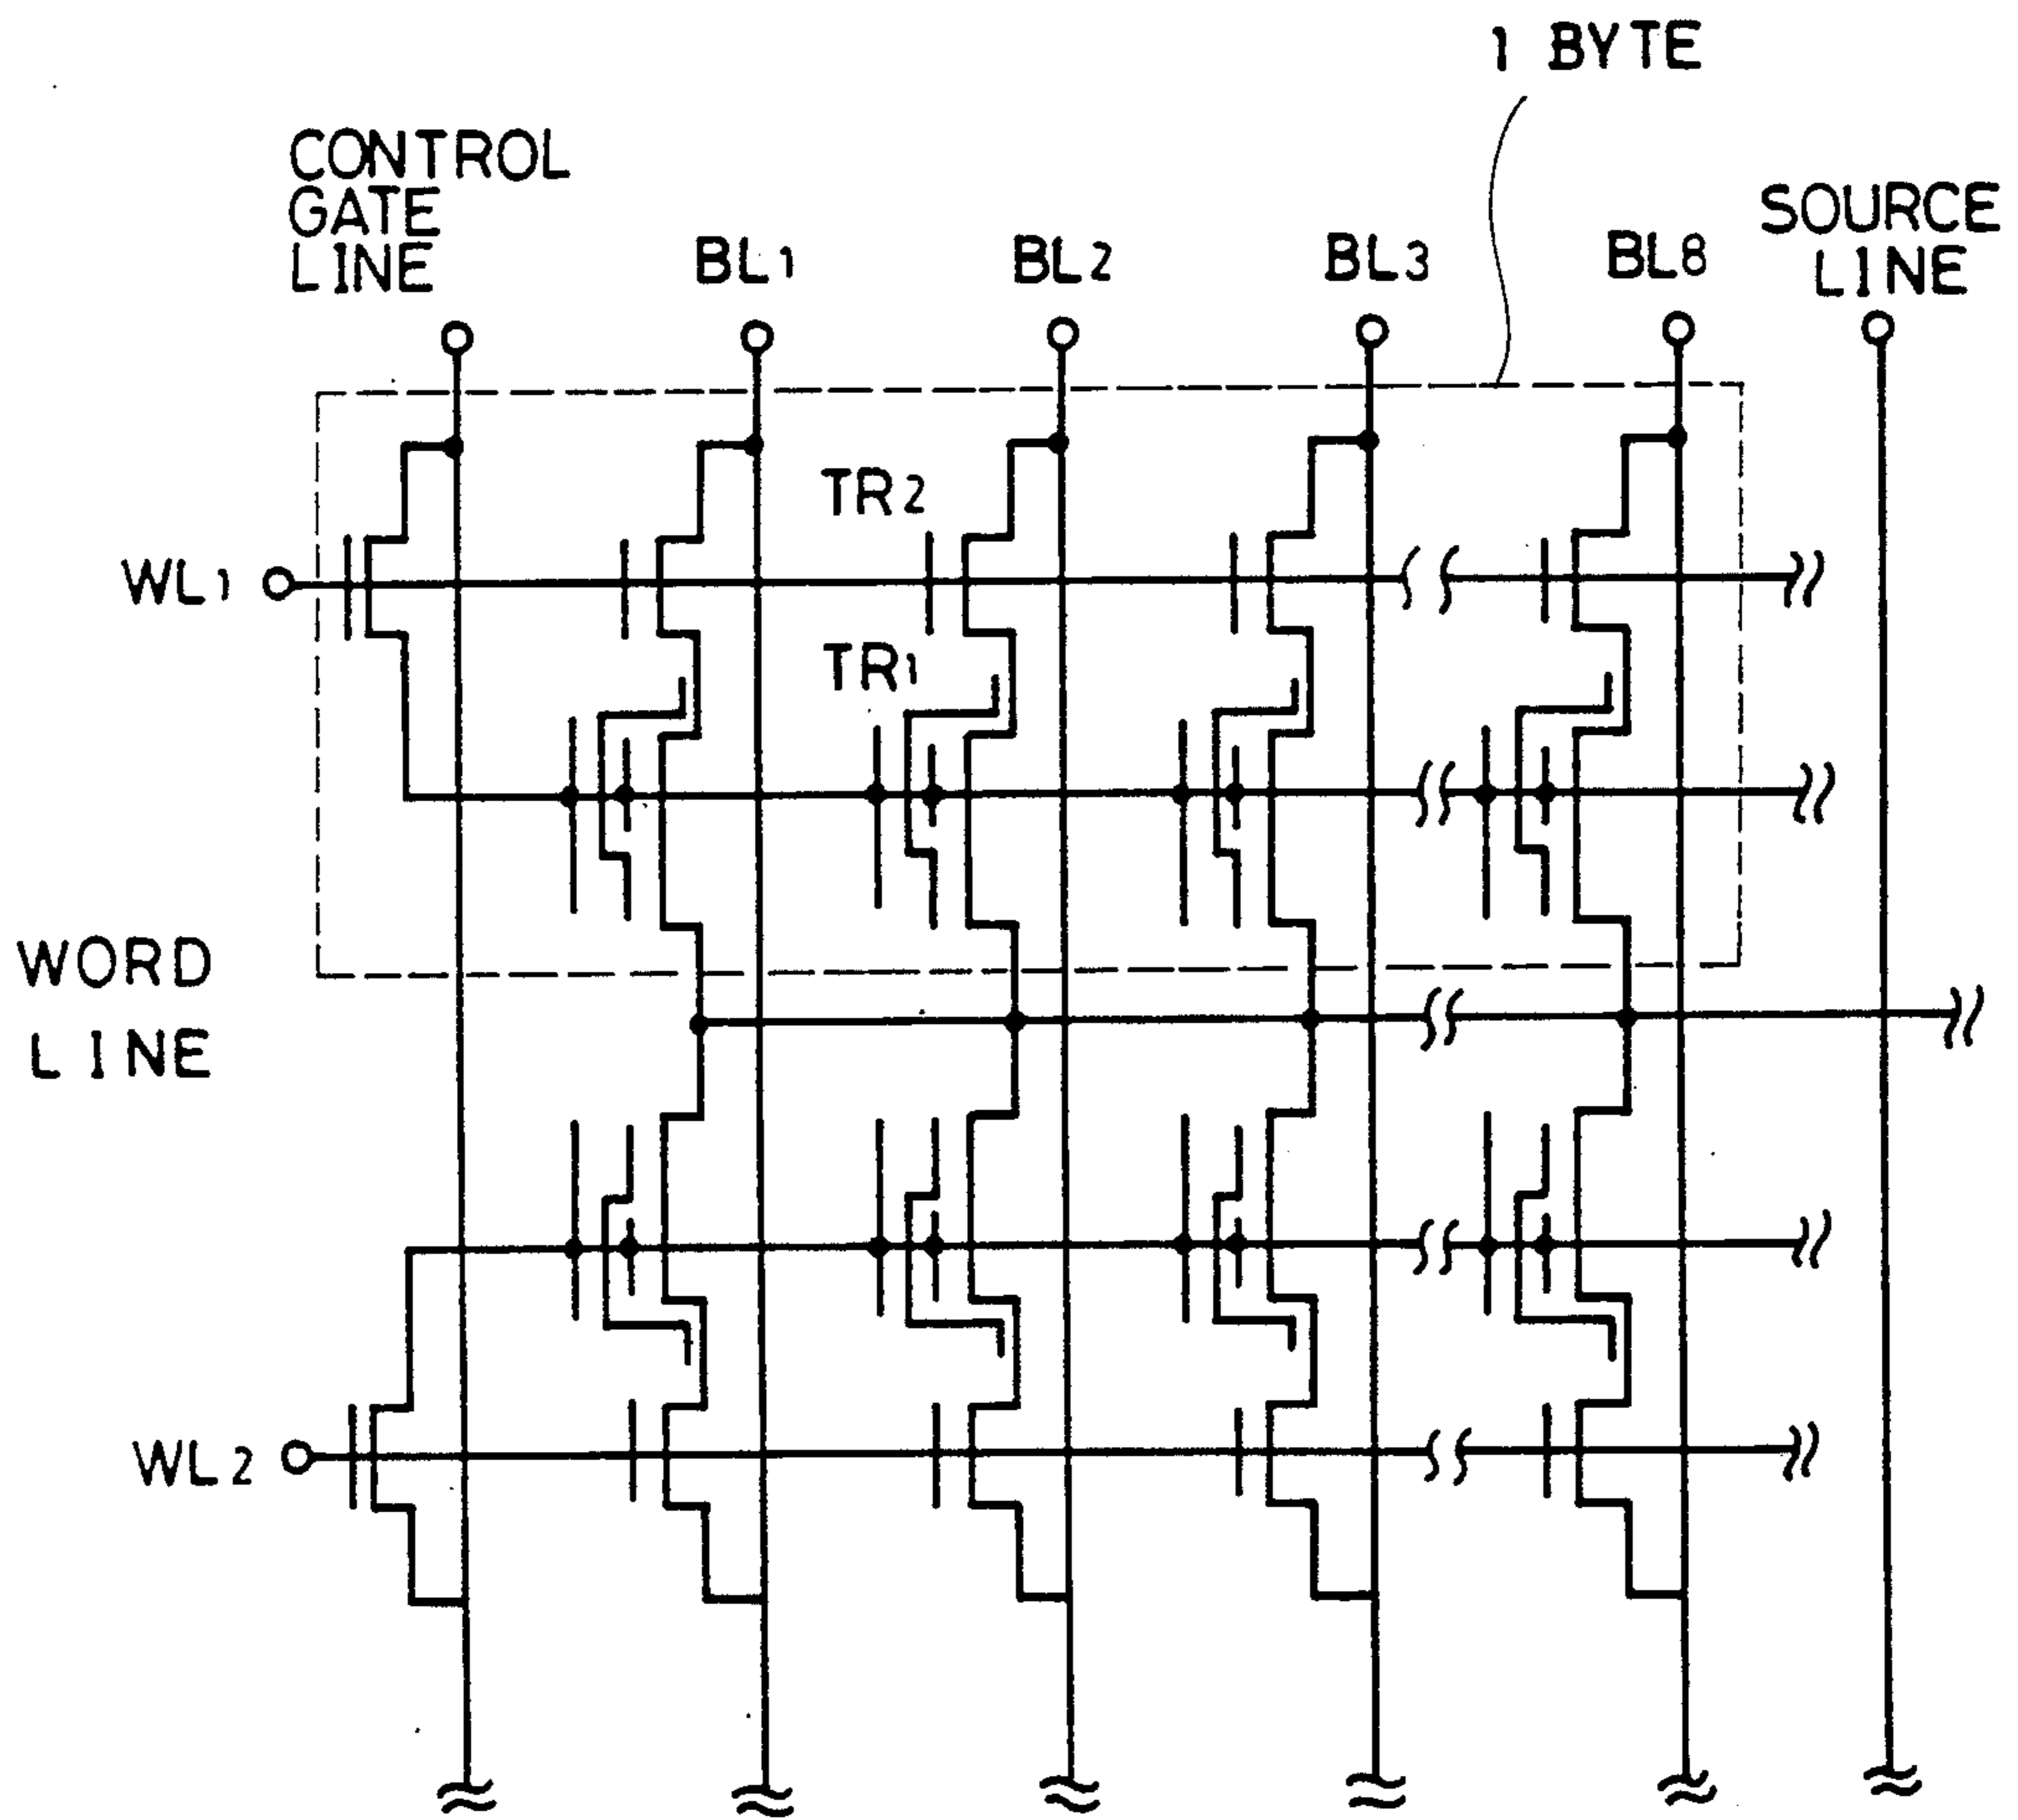 1 BYTE
CONTROL
GATE
LINE
BL1
BL2
BL3
BL8
SOURCE
LINE
TR2
WL1
TR1
WORD
LINE
WL2